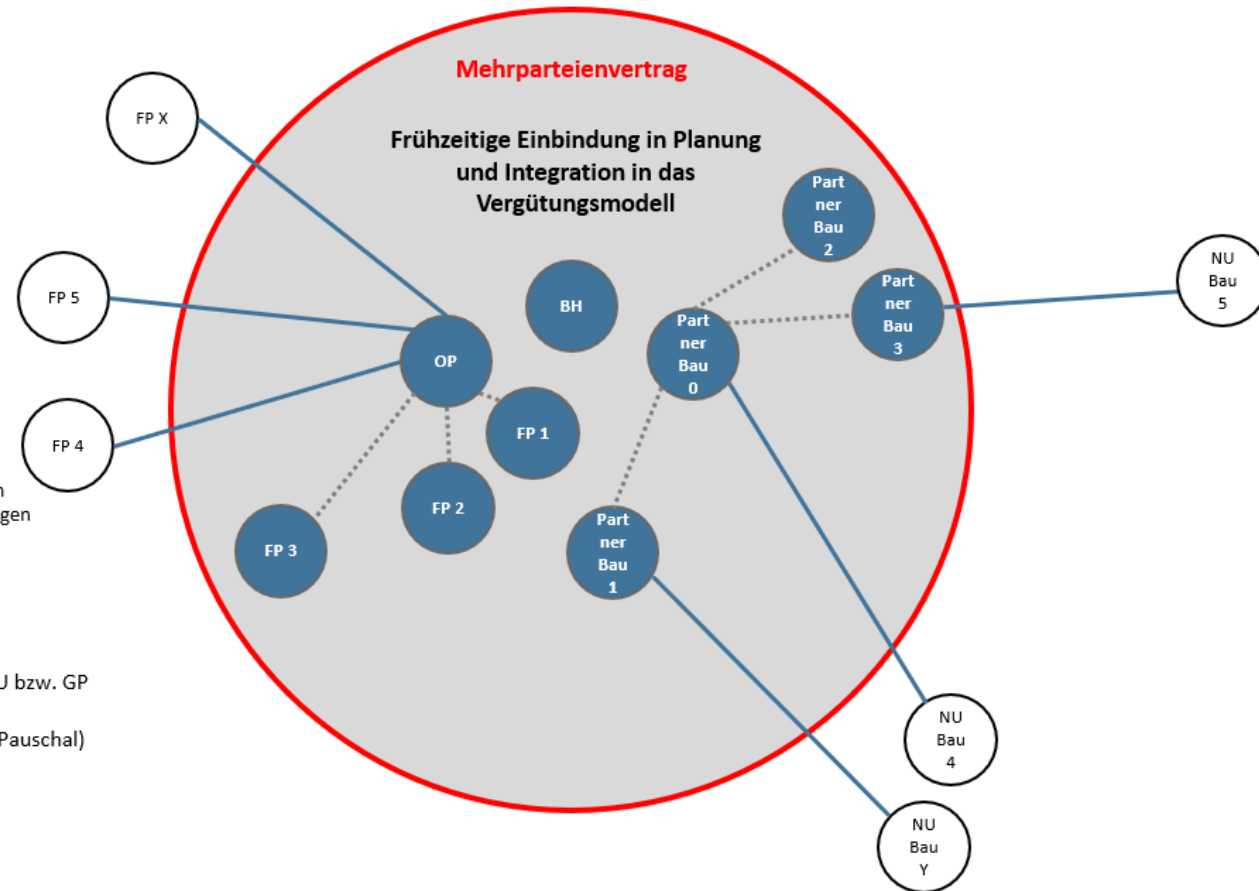 Mehrparteienvertrag
Frühzeitige Einbindung in Planung
und Integration in das
Vergütungsmodell
FP X
Part
ner
Bau
2
NU
Bau
5
FP 5
BH
Part
ner
Bau
3
OP
Part
ner
Bau
0
FP 4
FP 1
FP 2
FP 3
Part
ner
Bau
1
gen
bzw. GP
Pauschal)
NU
Bau
4
NU
Bau
Y